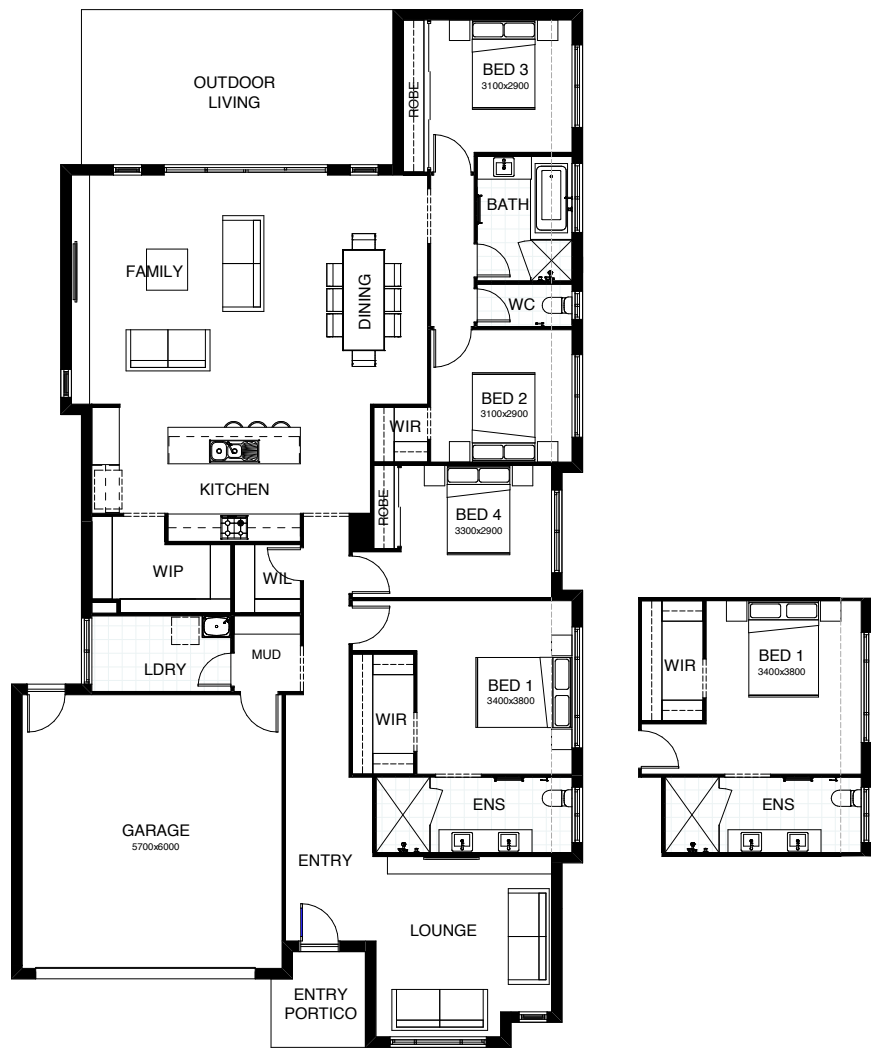 OUTDOOR
LIVING
BED 3
3100x2900
ROBE
BATH
FAMILY
DINING
WC
BED 2
3100x2900
WIR
KITCHEN
ROBE
BED 4
3300x2900
WIP
WIL
LDRY
MUD
BED 1
3400x3800
WIR
ENS
GARAGE
5700x6000
ENTRY
LOUNGE
ENTRY
PORTICO
WIR
BED 1
3400x3800
ENS